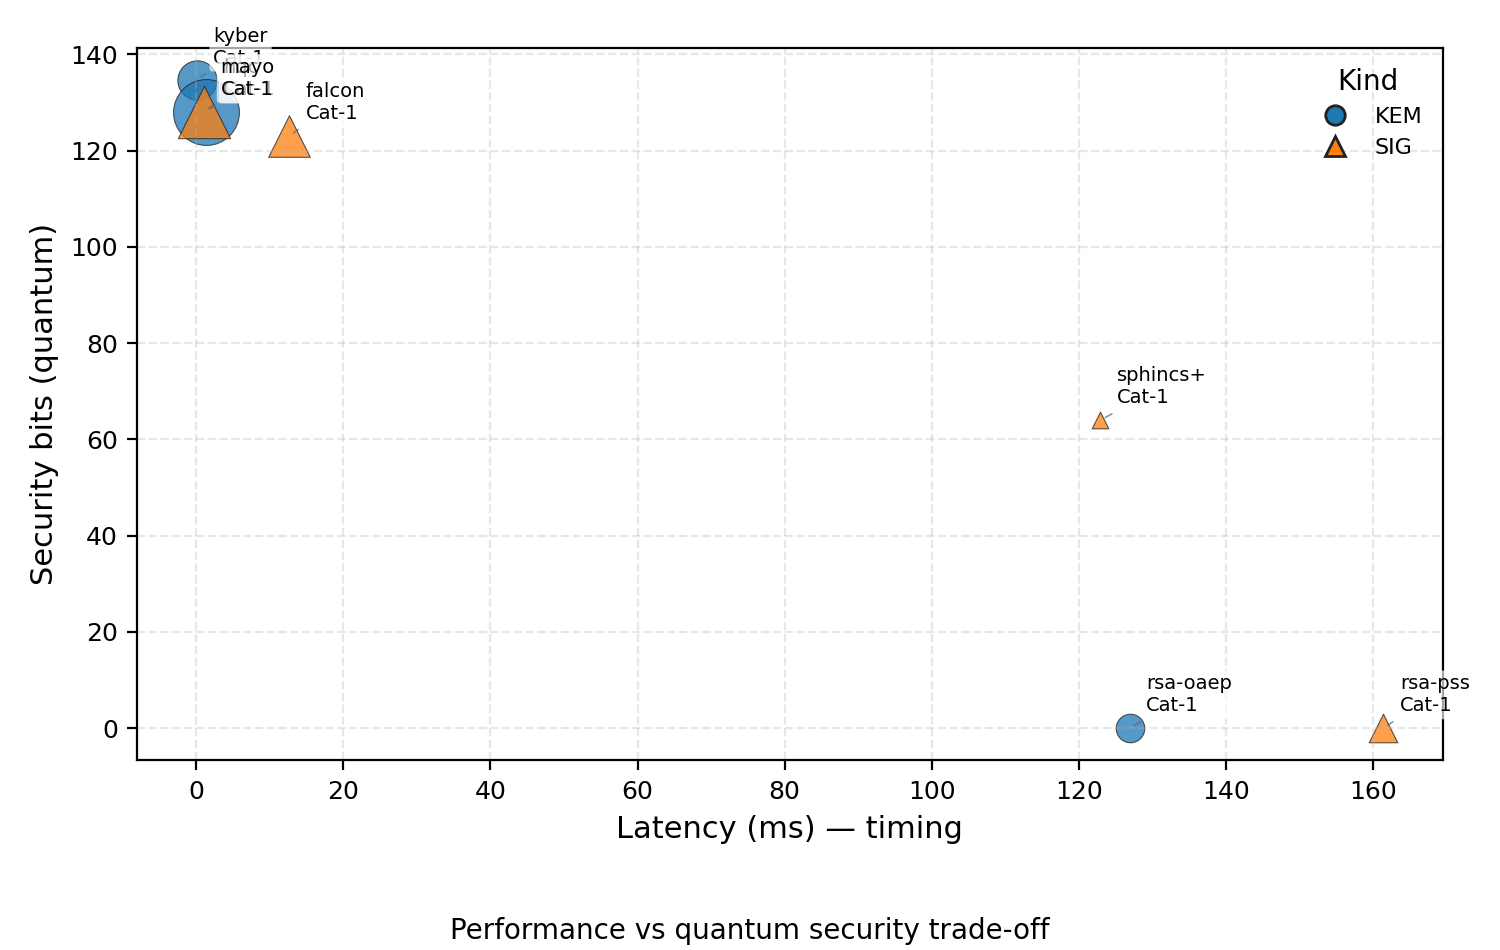 kyber
Cat-1
mayo
Cat-1
falcon
Cat-1
Kind
KEM
SIG
sphincs+
Cat-1
rsa-oaep
Cat-1
rsa-pss
Cat-1
140
120
100
80
60
40
20
0
Security bits (quantum)
0 20 40 60 80 100 120 140 160
Latency (ms) — timing
Performance vs quantum security trade-off